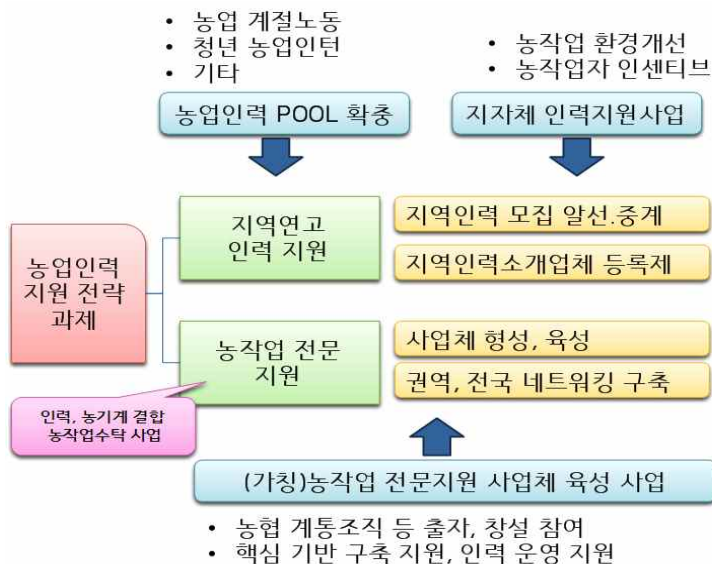 • 농업 계절노동
• 청년 농업인턴
• 기타
• 농작업 환경개선
• 농작업자 인센티브
농업인력 POOL 확충
지자체 인력지원사업
농업인력
지원 전략
과제
지역연고
인력 지원
지역인력 모집 알선.중계
지역인력소개업체 등록제
농작업 전문
지원
사업체 형성, 육성
권역, 전국 네트워킹 구축
인력, 농기계 결합
농작업수탁 사업
(가칭)농작업 전문지원 사업체 육성 사업
• 농협 계통조직 등 출자, 창설 참여
• 핵심 기반 구축 지원, 인력 운영 지원